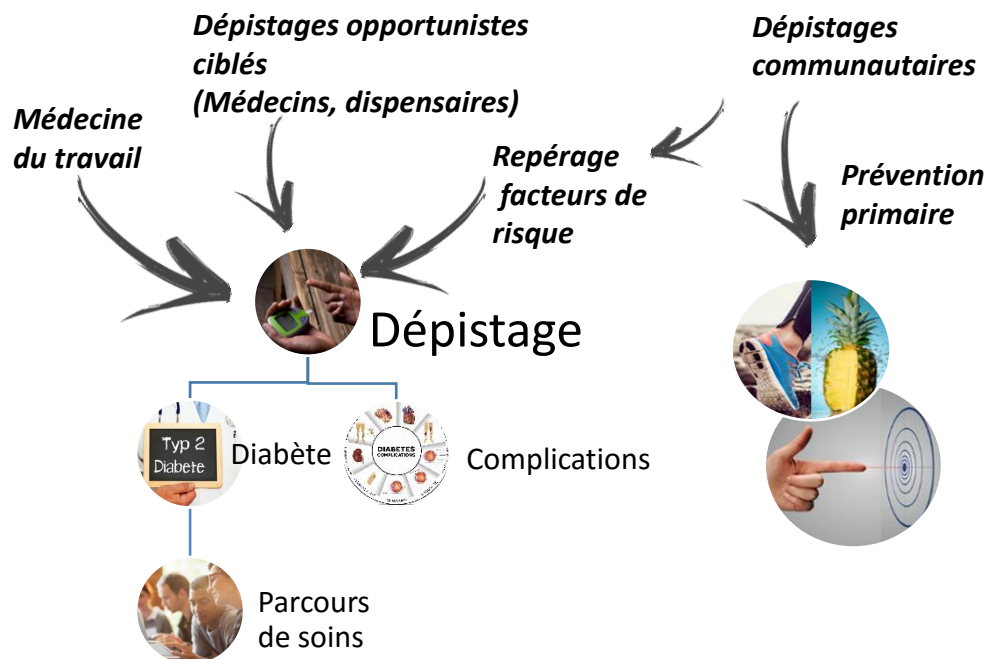 Dépistages opportunistes
ciblés
(Médecins, dispensaires)
Dépistages
communautaires
Médecine
du travail
Repérage
facteurs de
risque
Prévention
primaire
Dépistage
Typ 2
Diabete
Diabète
DIABETES
COMPLICATIONS
Complications
Parcours
de soins